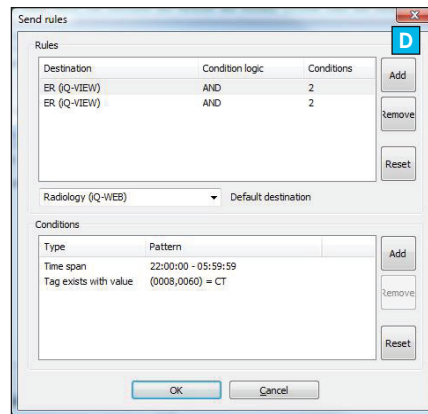 Send rules
D
Rules
Destination Condition logic Conditions
ER (iQ-VIEW) AND 2
ER (iQ-VIEW) AND 2
Add
Remove
Reset
Radiology (iQ-WEB) Default destination
Conditions
Type Pattern
Time span 22:00:00 - 05:59:59
Tag exists with value (0008,0060) = CT
Add
Remove
Reset
OK Cancel